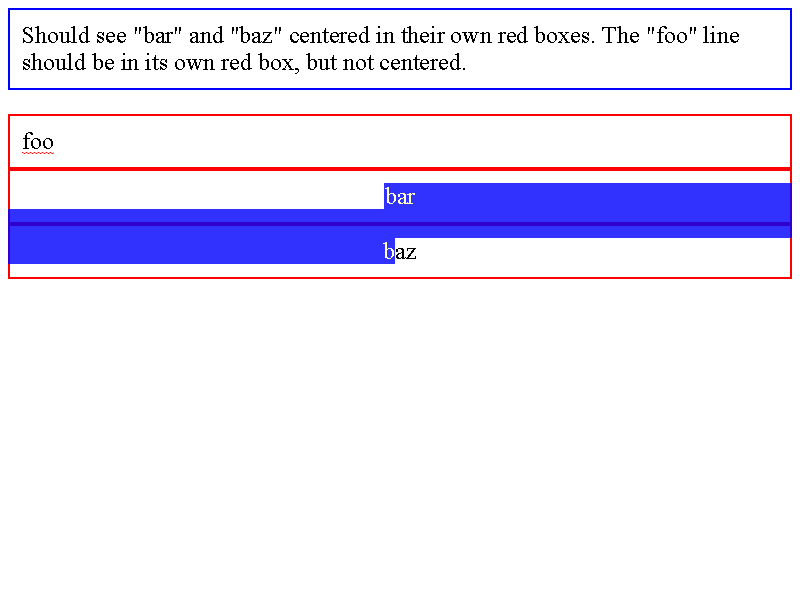 Should see "bar" and "baz" centered in their own red boxes. The "foo" line
should be in its own red box, but not centered.
foo
bar
baz